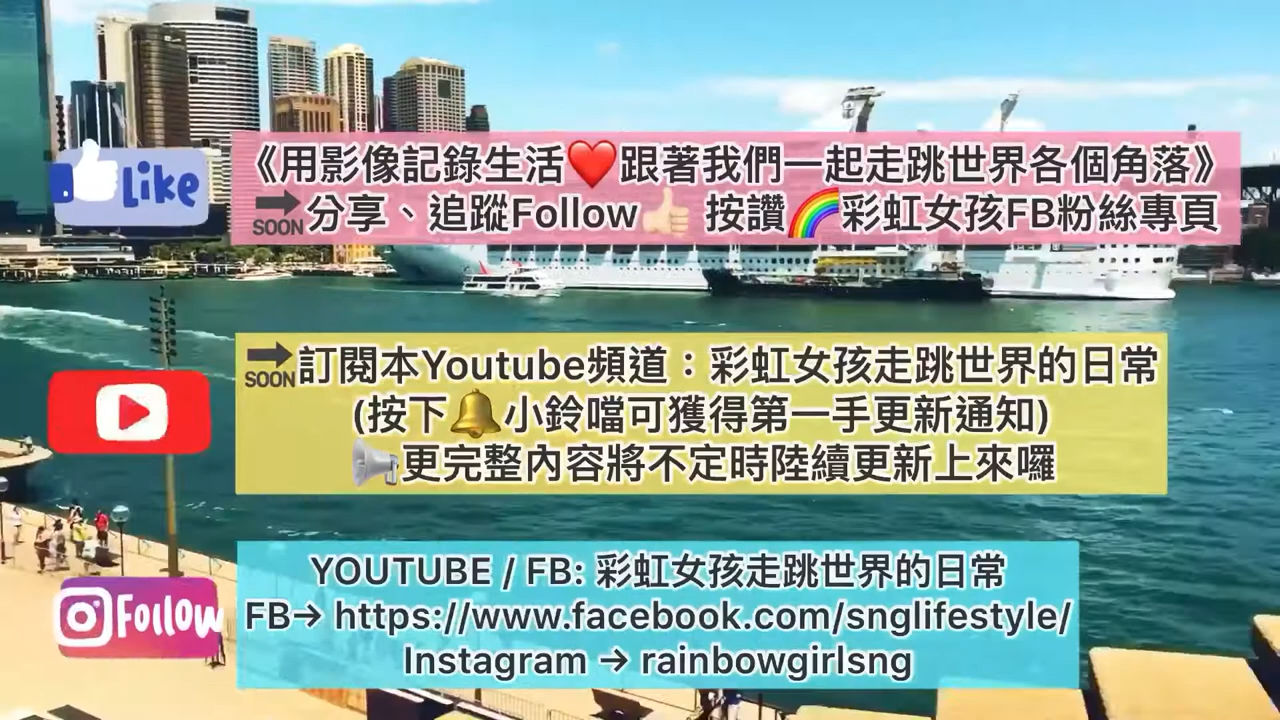 Like
《用影像記錄生活❤️跟著我們一起走跳世界各個角落》
SOON分享、追蹤Follow👍🏻 按讚🌈彩虹女孩FB粉絲專頁
SOON訂閱本Youtube頻道：彩虹女孩走跳世界的日常
(按下🔔小鈴噹可獲得第一手更新通知)
📢更完整內容將不定時陸續更新上來囉
Follow
YOUTUBE / FB: 彩虹女孩走跳世界的日常
FB→ https://www.facebook.com/snglifestyle/
Instagram → rainbowgirlsng